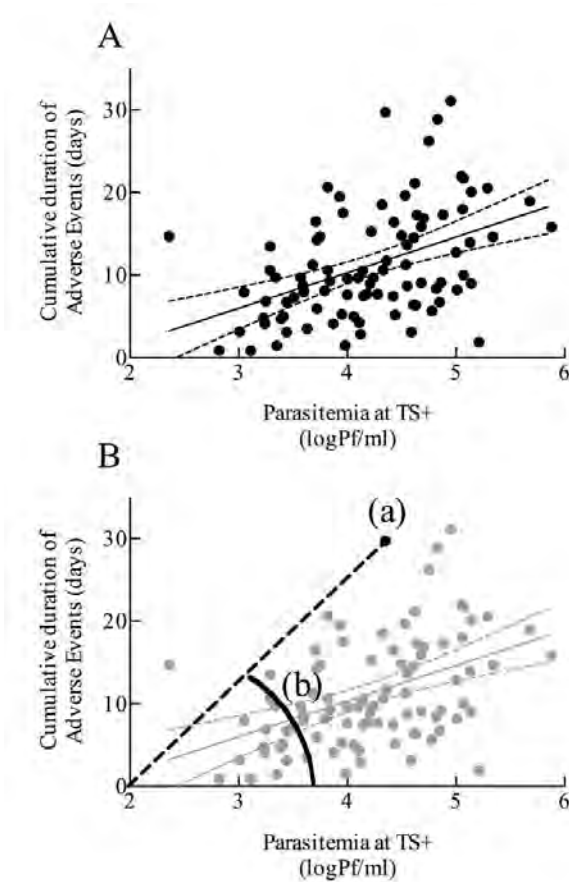 A
Cumulative duration of
Adverse Events (days)
30
20
10
0
2
3
4
5
6
Parasitemia at TS+
(logPf/ml)
B
(a)
(b)
Cumulative duration of
Adverse Events (days)
30
20
10
0
2
3
4
5
6
Parasitemia at TS+
(logPf/ml)